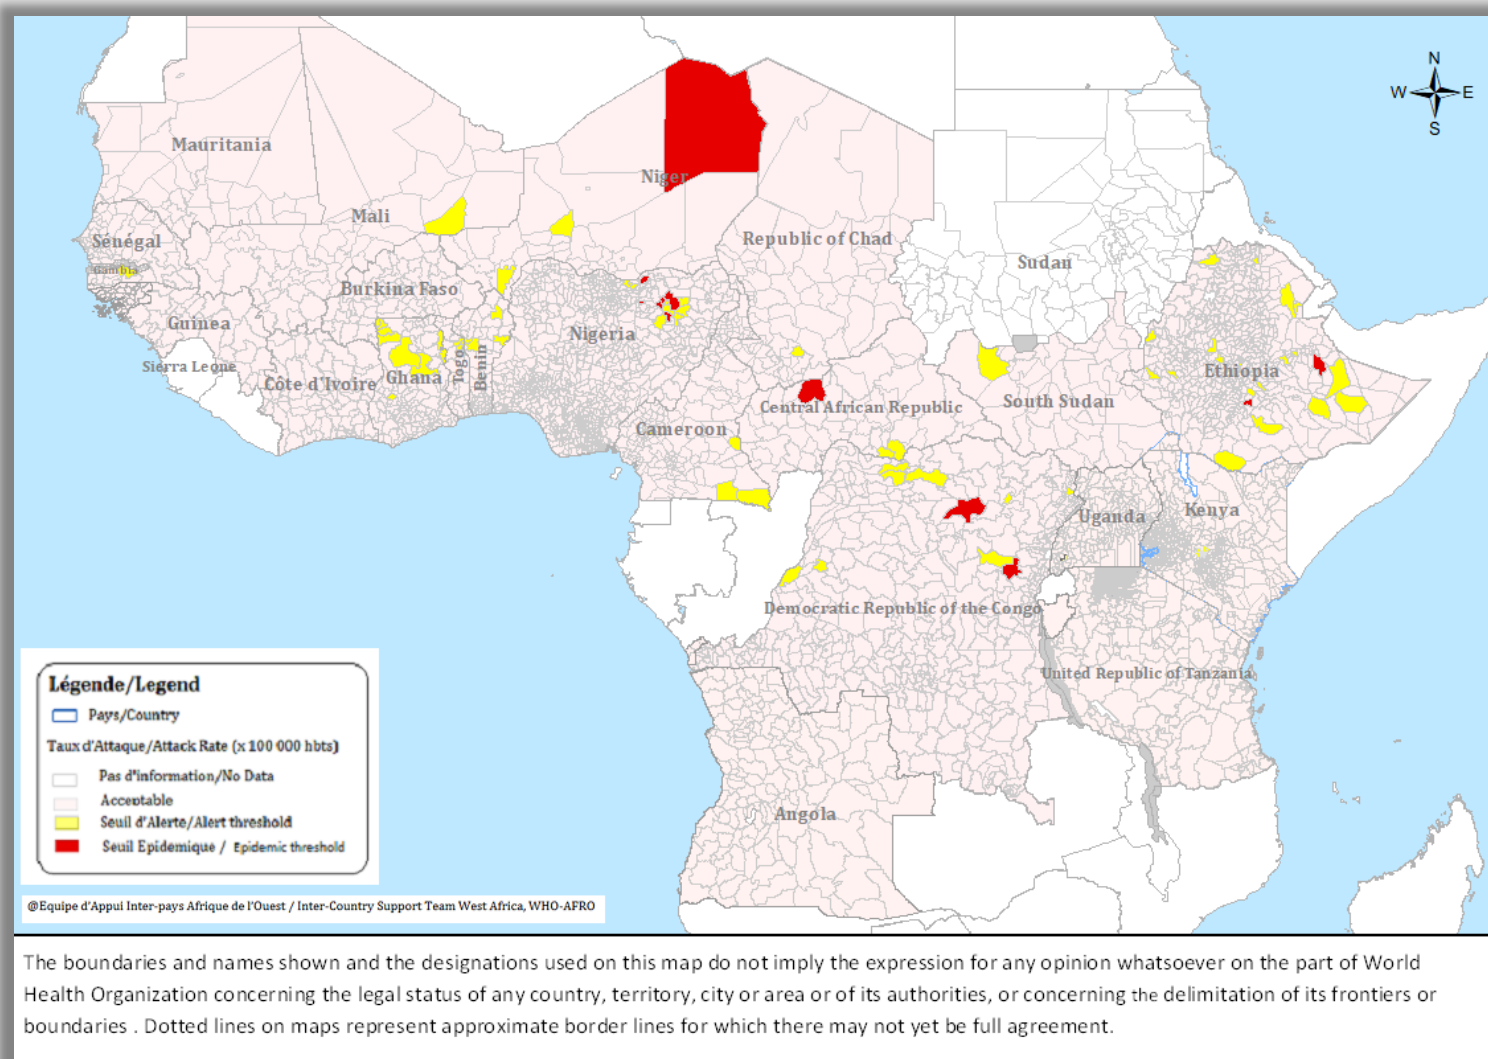 N
W E
S
Mauritania
Niger
Mali
Sénégal
Republic of Chad
Gambia
Sudan
Burkina Faso
Guinea
Nigeria
Sierra Leone
Togo
Benin
Ghana
Côte d'Ivoire
Ethiopia
Central African Republic
South Sudan
Cameroon
Uganda
Kenya
Democratic Republic of the Congo
United Republic of Tanzania
Angola
Légende/Legend
Pays/Country
Taux d'Attaque/Attack Rate (x 100 000 hbts)
Pas d'information/No Data
Acceptable
Seuil d'Alerte/Alert threshold
Seuil Epidemique / Epidemic threshold
@Equipe d'Appui Inter-pays Afrique de l'Ouest / Inter-Country Support Team West Africa, WHO-AFRO
The boundaries and names shown and the designations used on this map do not imply the expression for any opinion whatsoever on the part of World
Health Organization concerning the legal status of any country, territory, city or area or of its authorities, or concerning the delimitation of its frontiers or
boundaries . Dotted lines on maps represent approximate border lines for which there may not yet be full agreement.